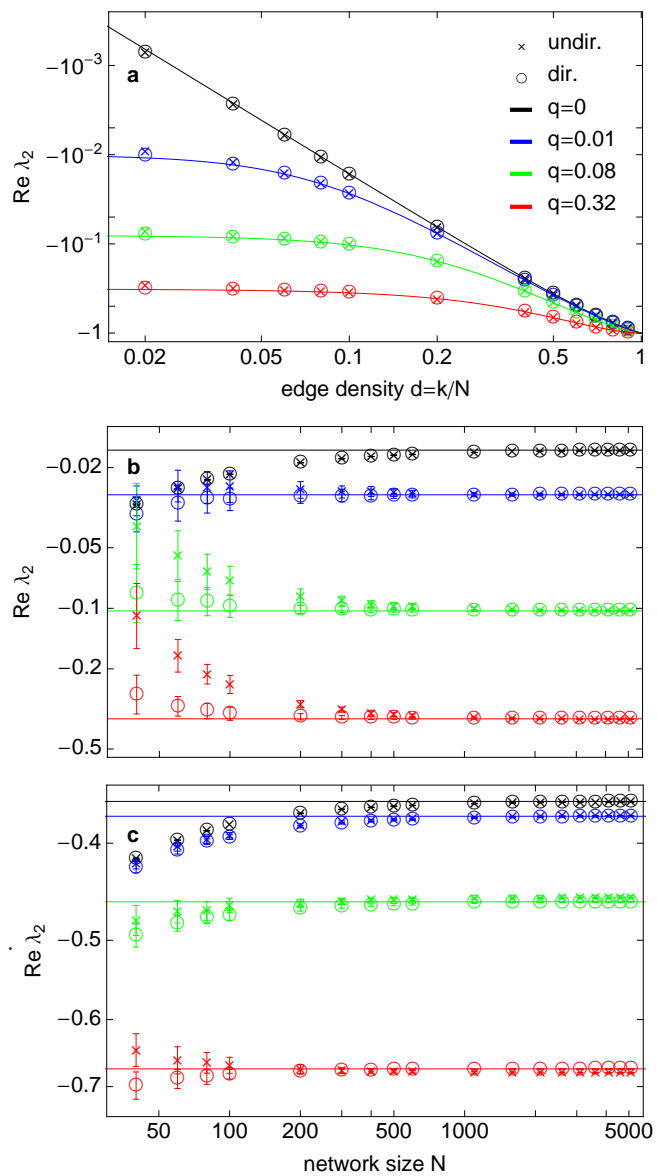 a
× undir.
○ dir.
q=0
q=0.01
q=0.08
q=0.32
−10⁻³
−10⁻²
−10⁻¹
−1
Re λ₂
0.02 0.05 0.1 0.2 0.5 1
edge density d=k/N
b
−0.02
−0.05
−0.1
−0.2
−0.5
Re λ₂
c
−0.4
−0.5
−0.6
−0.7
Re λ₂
50 100 200 500 1000 5000
network size N